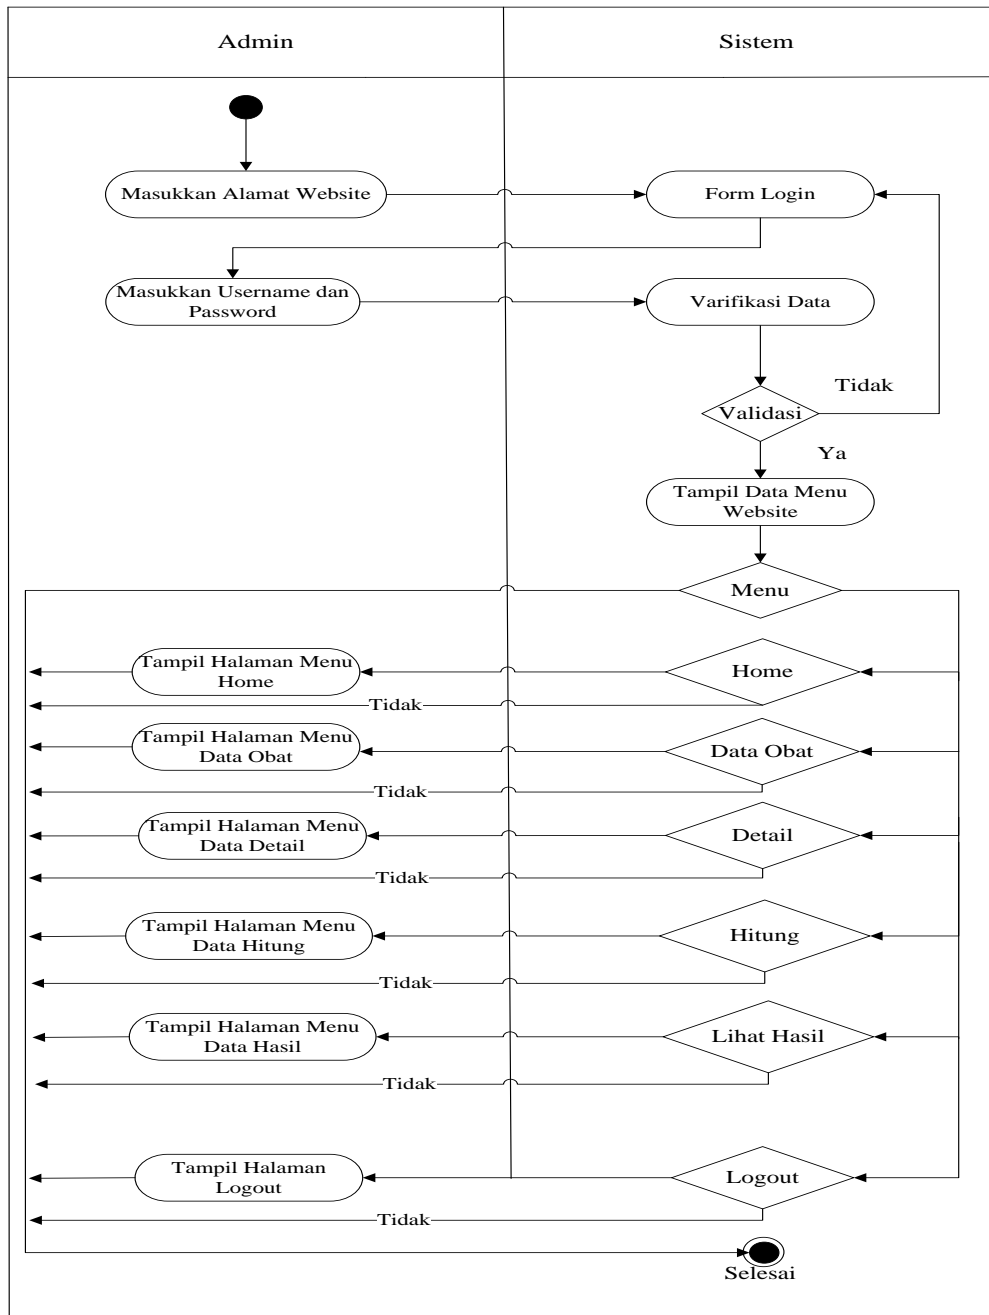 Admin
Sistem
Masukkan Alamat Website
Form Login
Masukkan Username dan
Password
Varifikasi Data
Tidak
Validasi
Ya
Tampil Data Menu
Website
Menu
Tampil Halaman Menu
Home
Home
Tidak
Tampil Halaman Menu
Data Obat
Data Obat
Tidak
Tampil Halaman Menu
Data Detail
Detail
Tidak
Tampil Halaman Menu
Data Hitung
Hitung
Tidak
Tampil Halaman Menu
Data Hasil
Lihat Hasil
Tidak
Tampil Halaman
Logout
Logout
Tidak
Selesai